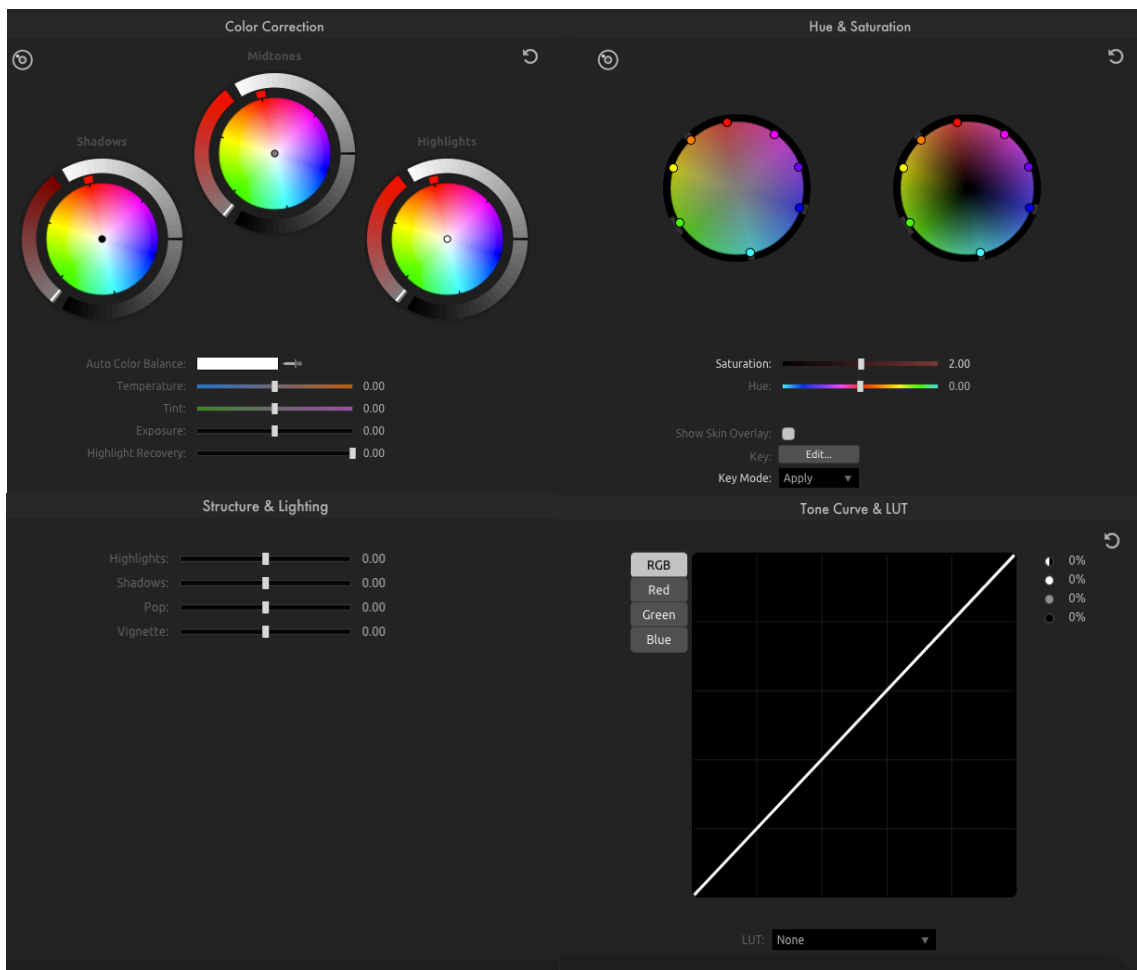 Color Correction
Midtones
Shadows
Highlights
Auto Color Balance:
Temperature: 0.00
Tint: 0.00
Exposure: 0.00
Highlight Recovery: 0.00
Hue & Saturation
Saturation: 2.00
Hue: 0.00
Show Skin Overlay:
Key: Edit...
Key Mode: Apply
Structure & Lighting
Highlights: 0.00
Shadows: 0.00
Pop: 0.00
Vignette: 0.00
Tone Curve & LUT
RGB
Red
Green
Blue
0%
0%
0%
0%
LUT: None